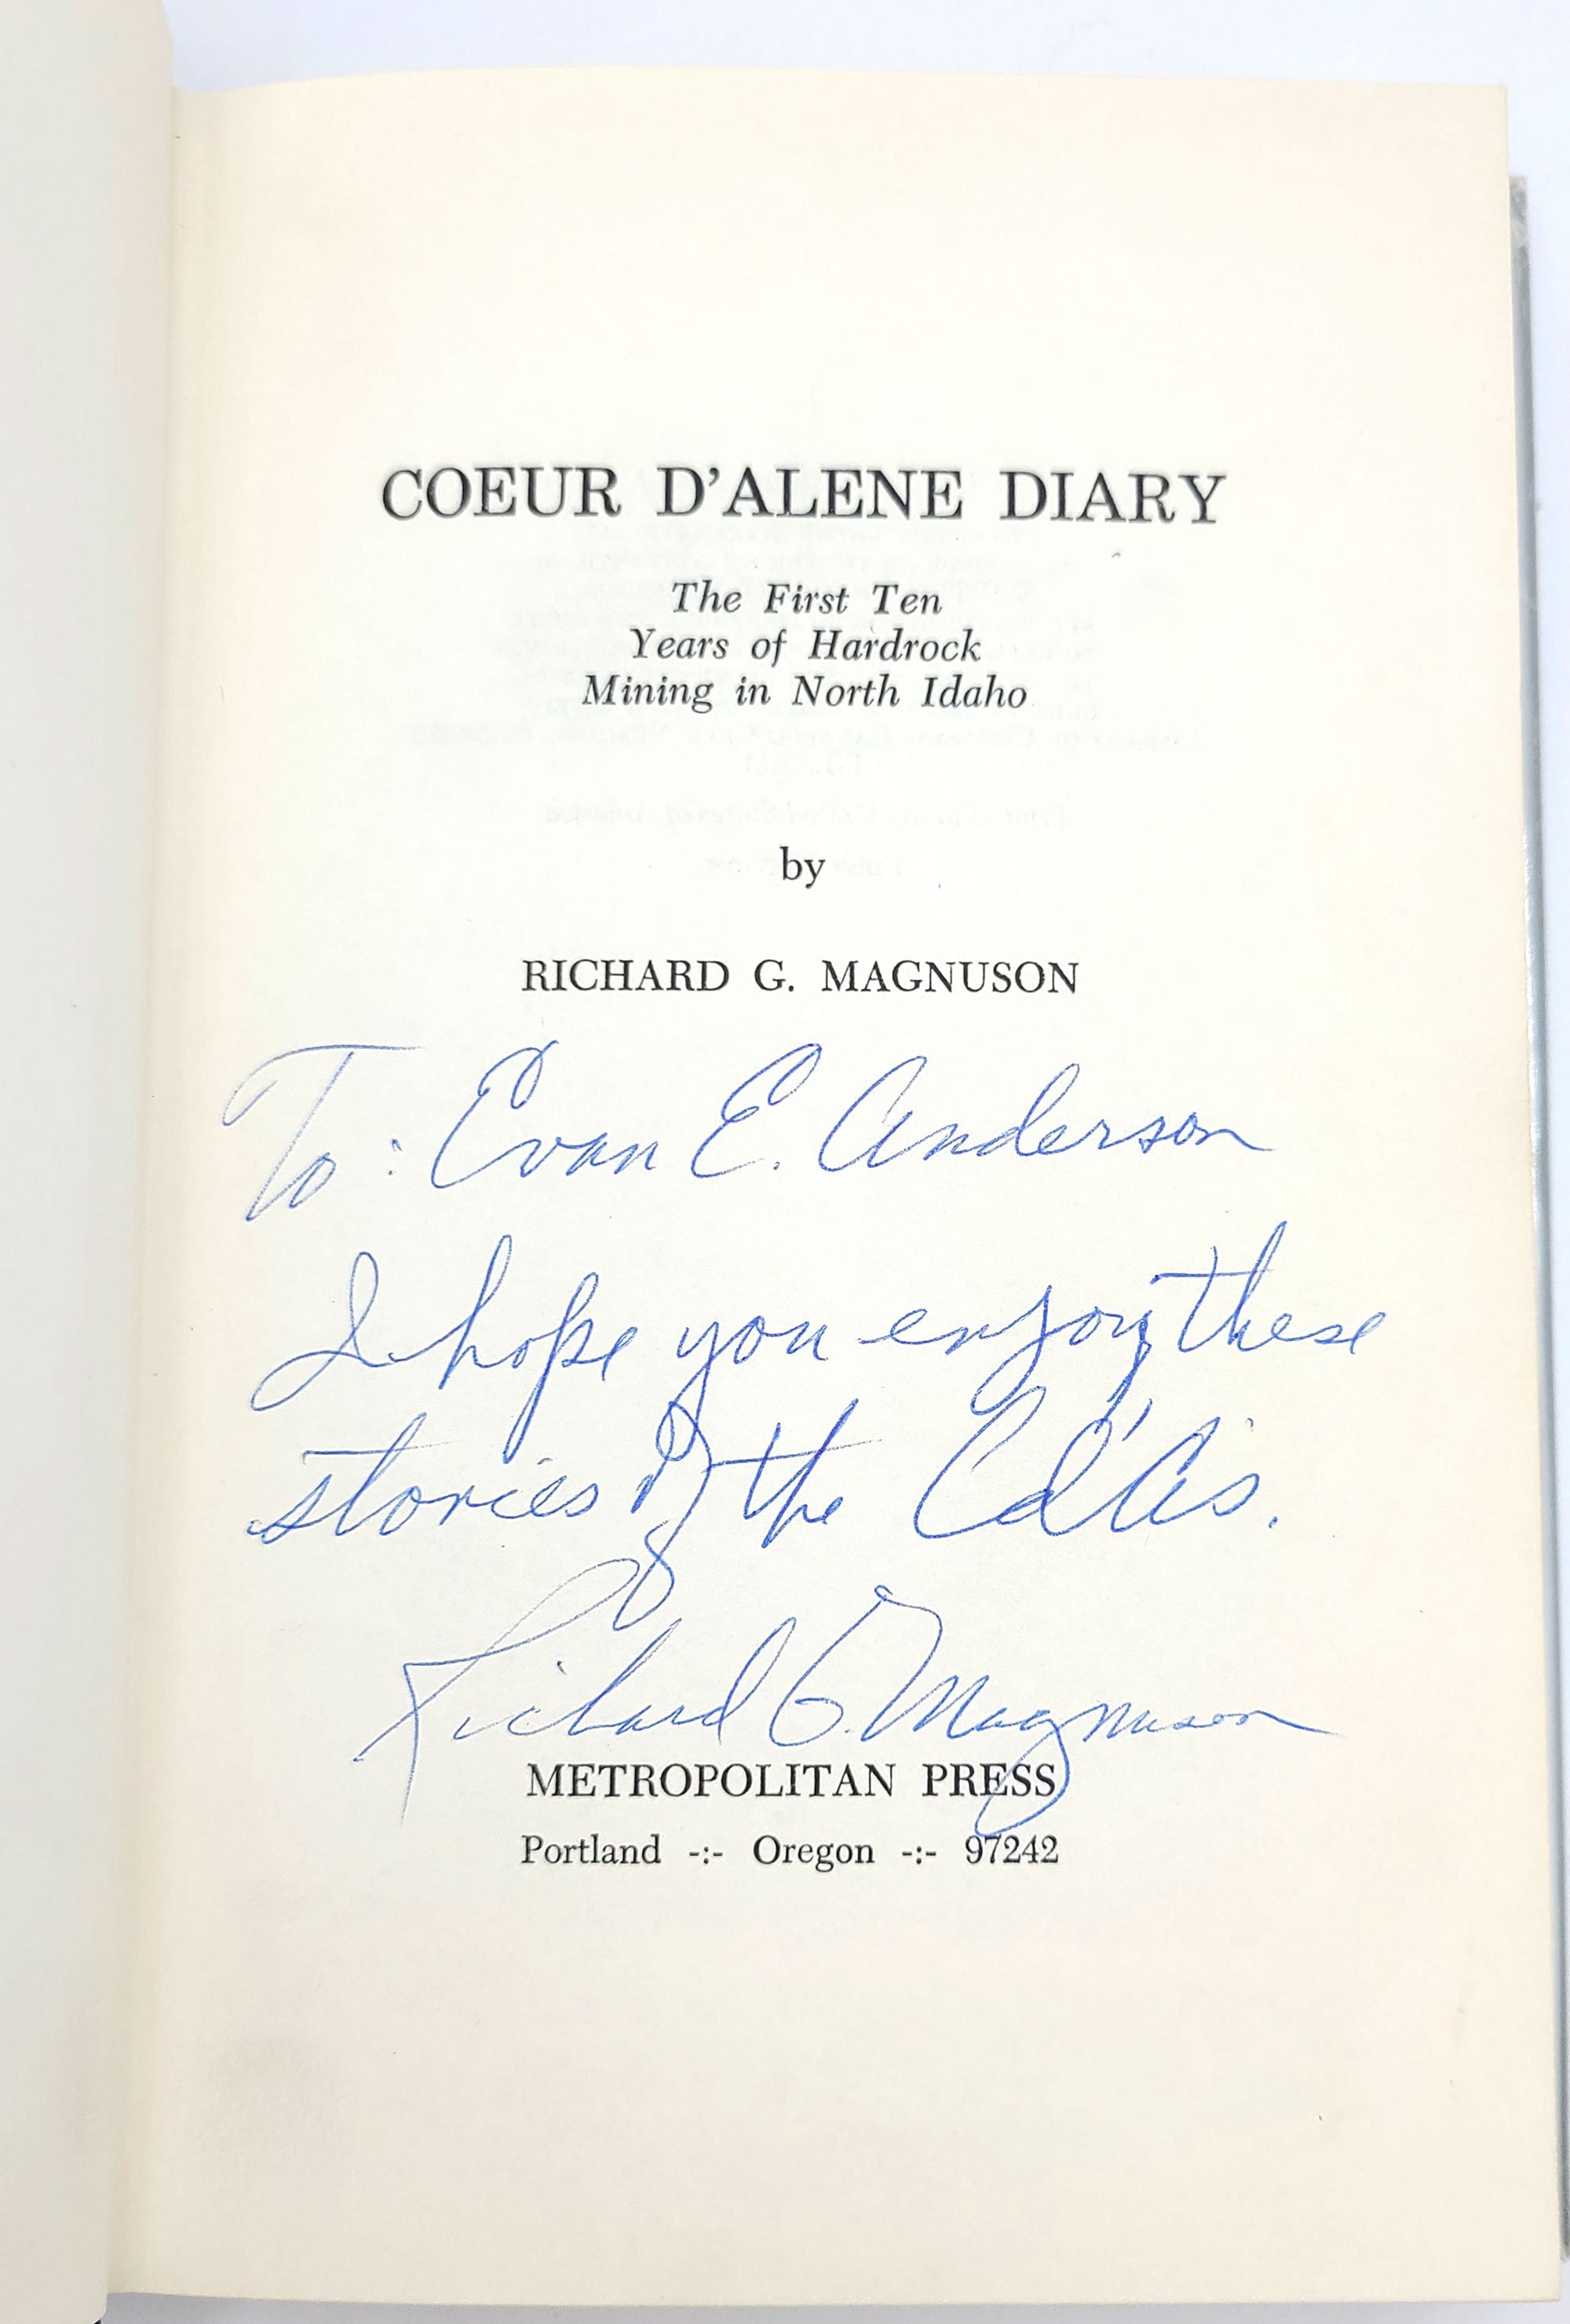 COEUR D'ALENE DIARY
The First Ten
Years of Hardrock
Mining in North Idaho
by
RICHARD G. MAGNUSON
To: Evan E. Anderson
I hope you enjoy these
stories of the Cd'A's.
Richard G. Magnuson
METROPOLITAN PRESS
Portland -:- Oregon -:- 97242